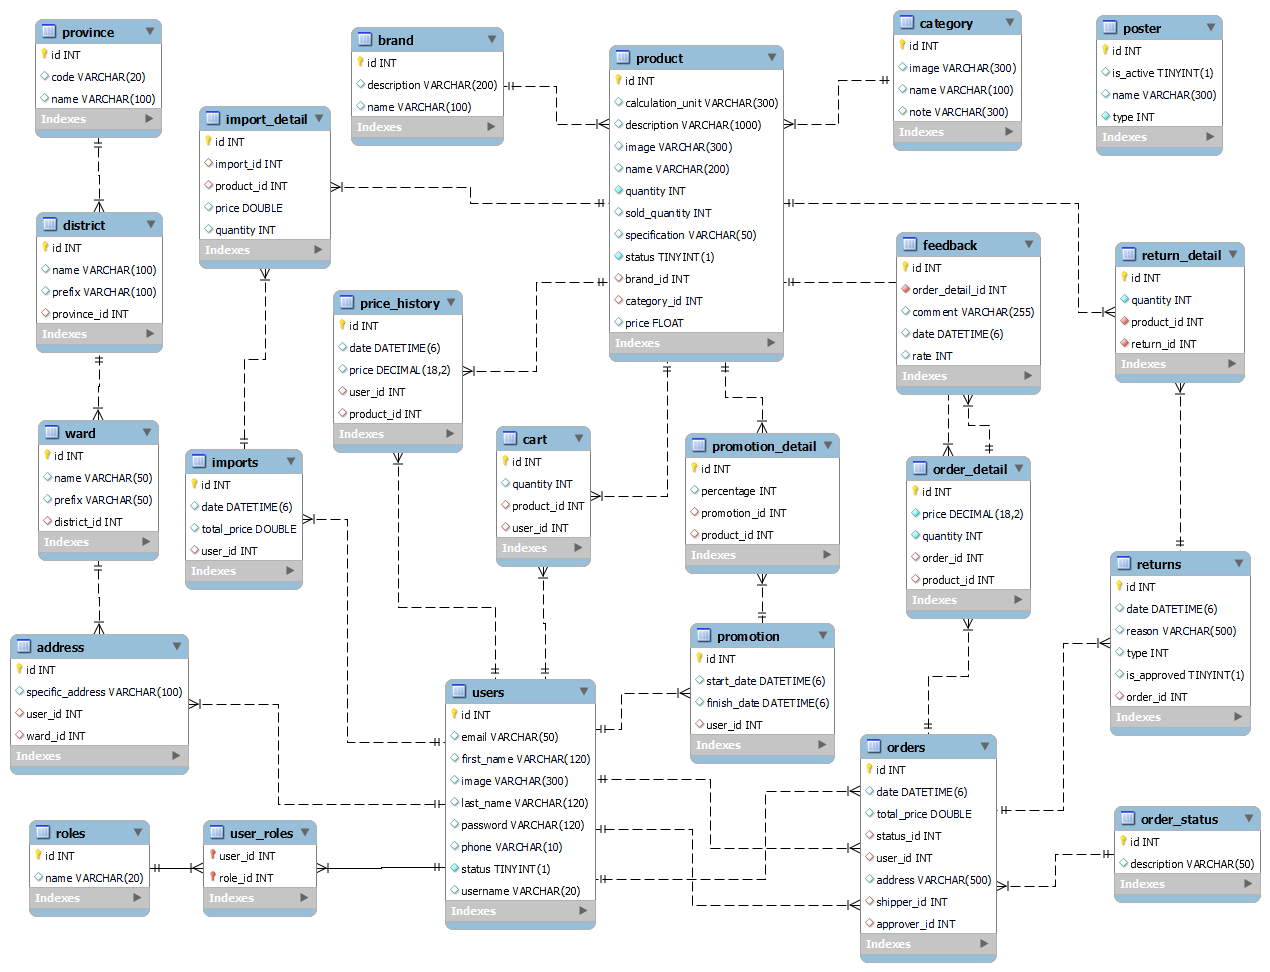 province
id INT
code VARCHAR(20)
name VARCHAR(100)
Indexes
brand
id INT
description VARCHAR(200)
name VARCHAR(100)
Indexes
product
id INT
calculation_unit VARCHAR(300)
description VARCHAR(1000)
image VARCHAR(300)
name VARCHAR(200)
quantity INT
sold_quantity INT
specification VARCHAR(50)
status TINYINT(1)
brand_id INT
category_id INT
price FLOAT
Indexes
category
id INT
image VARCHAR(300)
name VARCHAR(100)
note VARCHAR(300)
Indexes
poster
id INT
is_active TINYINT(1)
name VARCHAR(300)
type INT
Indexes
import_detail
id INT
import_id INT
product_id INT
price DOUBLE
quantity INT
Indexes
district
id INT
name VARCHAR(100)
prefix VARCHAR(100)
province_id INT
Indexes
price_history
id INT
date DATETIME(6)
price DECIMAL(18,2)
user_id INT
product_id INT
Indexes
feedback
id INT
order_detail_id INT
comment VARCHAR(255)
date DATETIME(6)
rate INT
Indexes
return_detail
id INT
quantity INT
product_id INT
return_id INT
Indexes
ward
id INT
name VARCHAR(50)
prefix VARCHAR(50)
district_id INT
Indexes
imports
id INT
date DATETIME(6)
total_price DOUBLE
user_id INT
Indexes
cart
id INT
quantity INT
product_id INT
user_id INT
Indexes
promotion_detail
id INT
percentage INT
promotion_id INT
product_id INT
Indexes
order_detail
id INT
price DECIMAL(18,2)
quantity INT
order_id INT
product_id INT
Indexes
returns
id INT
date DATETIME(6)
reason VARCHAR(500)
type INT
is_approved TINYINT(1)
order_id INT
Indexes
address
id INT
specific_address VARCHAR(100)
user_id INT
ward_id INT
Indexes
users
id INT
email VARCHAR(50)
first_name VARCHAR(120)
image VARCHAR(300)
last_name VARCHAR(120)
password VARCHAR(120)
phone VARCHAR(10)
status TINYINT(1)
username VARCHAR(20)
Indexes
promotion
id INT
start_date DATETIME(6)
finish_date DATETIME(6)
user_id INT
Indexes
orders
id INT
date DATETIME(6)
total_price DOUBLE
status_id INT
user_id INT
address VARCHAR(500)
shipper_id INT
approver_id INT
Indexes
order_status
id INT
description VARCHAR(50)
Indexes
roles
id INT
name VARCHAR(20)
Indexes
user_roles
user_id INT
role_id INT
Indexes